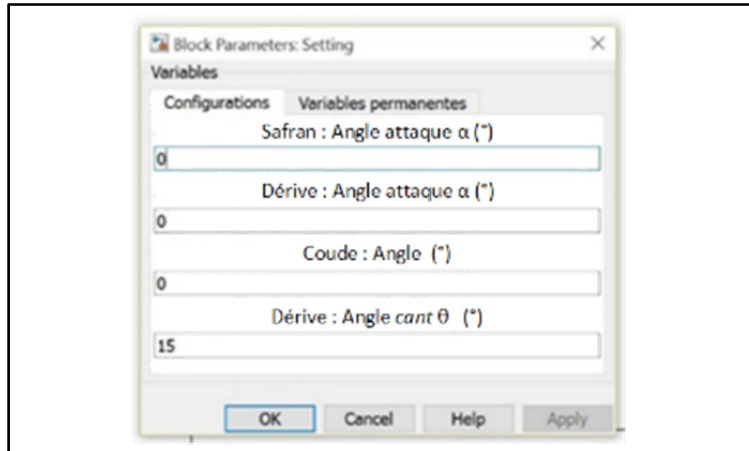 Block Parameters: Setting
Variables
Configurations Variables permanentes
Safran : Angle attaque α (°)
0
Dérive : Angle attaque α (°)
0
Coude : Angle (°)
0
Dérive : Angle cant θ (°)
15
OK Cancel Help Apply